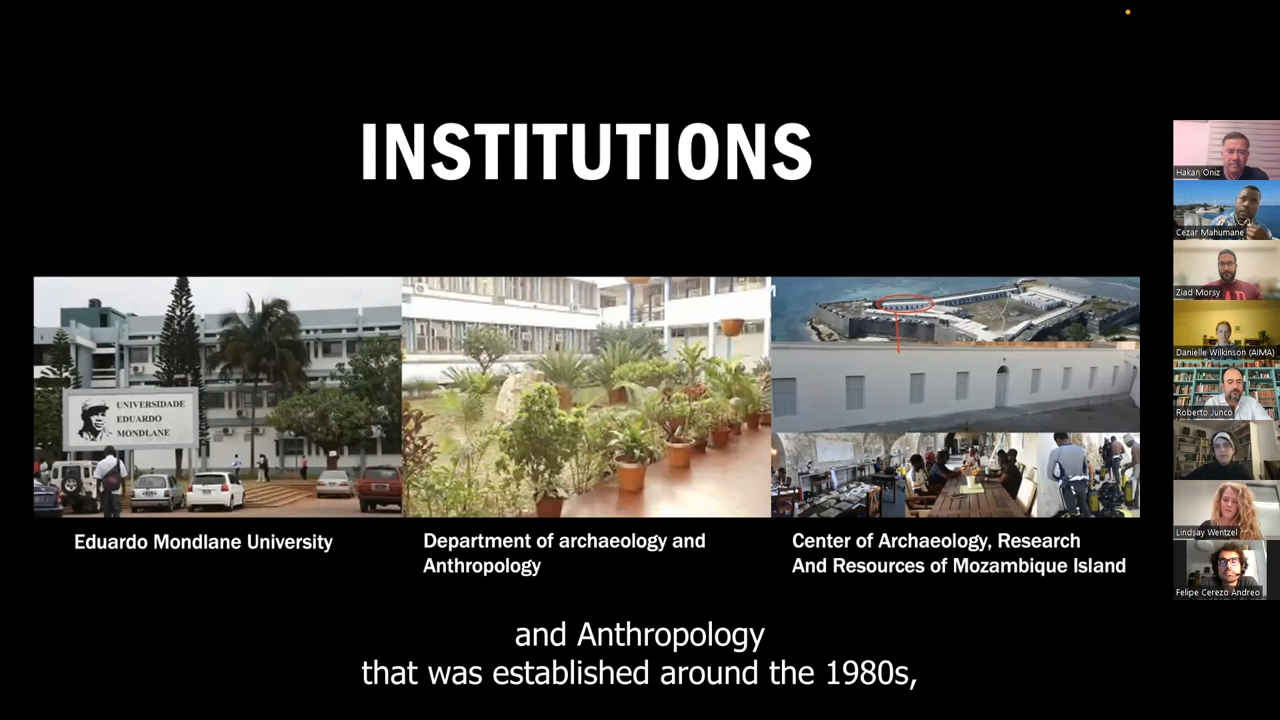 INSTITUTIONS
UNIVERSIDADE
EDUARDO
MONDLANE
Eduardo Mondlane University
Department of archaeology and
Anthropology
Center of Archaeology, Research
And Resources of Mozambique Island
and Anthropology
that was established around the 1980s,
Hakan Oniz
Cezar Mahumane
Ziad Morsy
Danielle Wilkinson (AIMA)
Roberto Junco
Lindsay Wentzel
Felipe Cerezo Andreo